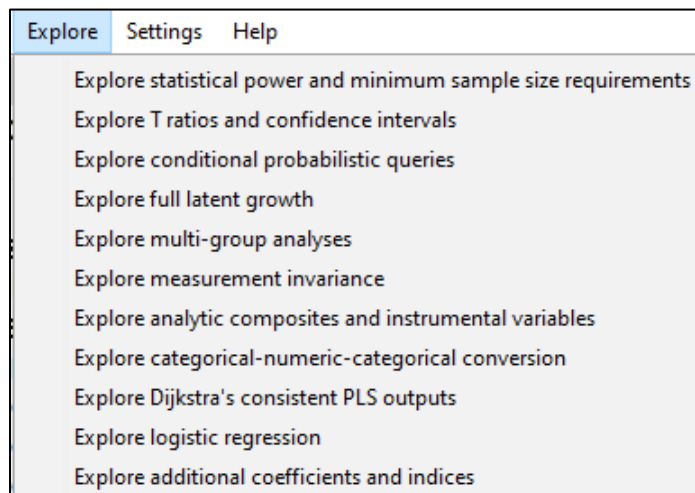 Explore Settings Help
Explore statistical power and minimum sample size requirements
Explore T ratios and confidence intervals
Explore conditional probabilistic queries
Explore full latent growth
Explore multi-group analyses
Explore measurement invariance
Explore analytic composites and instrumental variables
Explore categorical-numeric-categorical conversion
Explore Dijkstra's consistent PLS outputs
Explore logistic regression
Explore additional coefficients and indices